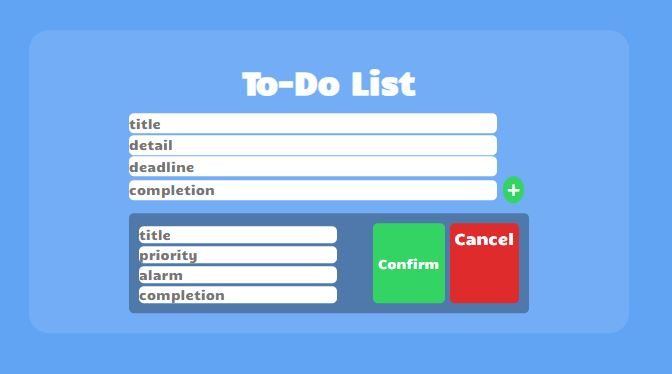 To-Do List
title
detail
deadline
completion
+
title
priority
alarm
completion
Confirm
Cancel